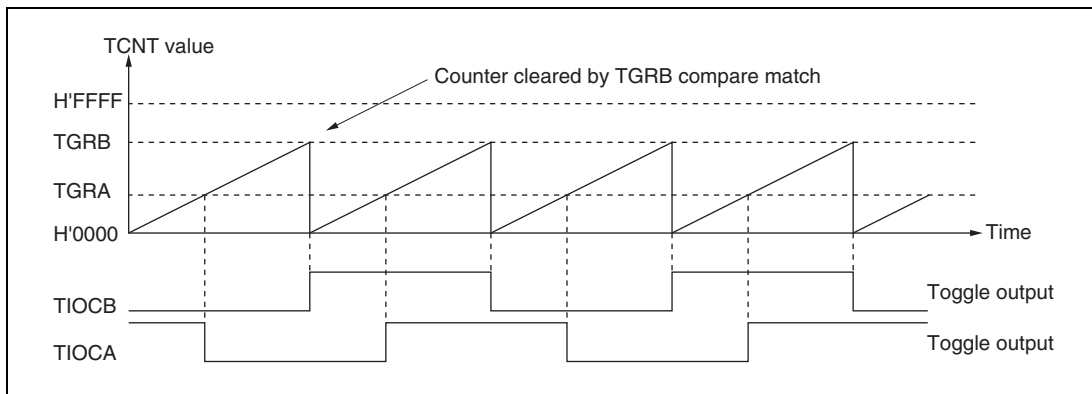 TCNT value
Counter cleared by TGRB compare match
H'FFFF
TGRB
TGRA
H'0000
Time
TIOCB
Toggle output
TIOCA
Toggle output